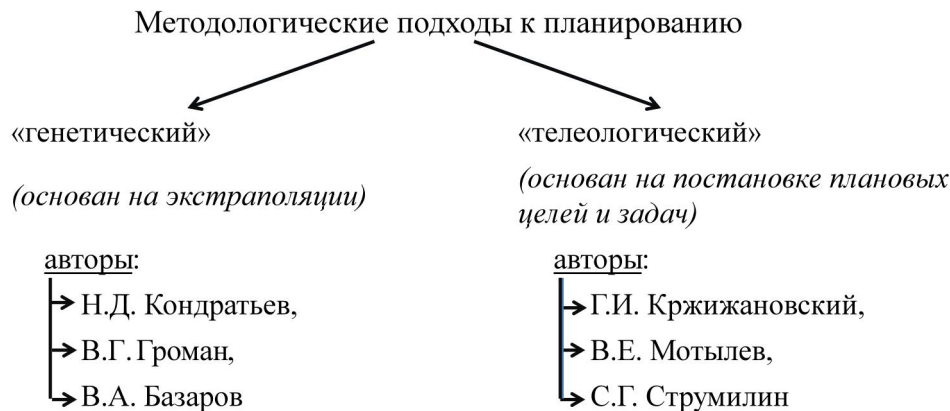 Методологические подходы к планированию
«генетический»
(основан на экстраполяции)
авторы:
Н.Д. Кондратьев,
В.Г. Громан,
В.А. Базаров
«телеологический»
(основан на постановке плановых
целей и задач)
авторы:
Г.И. Кржижановский,
В.Е. Мотылев,
С.Г. Струмилин